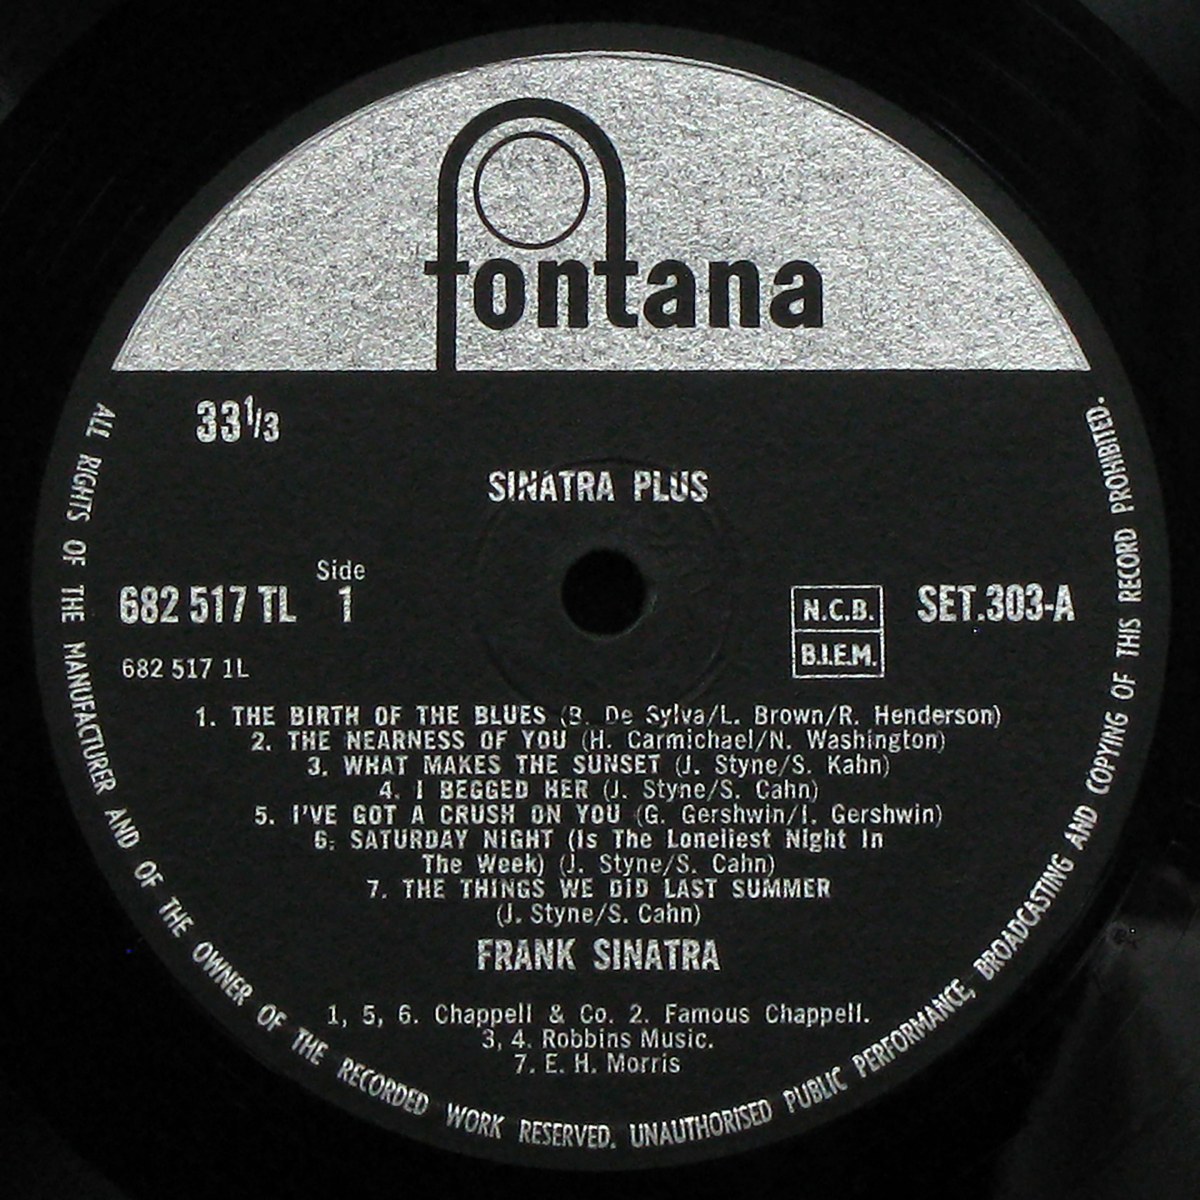 fontana
33 1/3
SINATRA PLUS
Side
682 517 TL 1
N.C.B.
B.I.E.M.
SET.303-A
682 517 1L
1. THE BIRTH OF THE BLUES (B. De Sylva/L. Brown/R. Henderson)
2. THE NEARNESS OF YOU (H. Carmichael/N. Washington)
3. WHAT MAKES THE SUNSET (J. Styne/S. Kahn)
4. I BEGGED HER (J. Styne/S. Cahn)
5. I'VE GOT A CRUSH ON YOU (G. Gershwin/I. Gershwin)
6. SATURDAY NIGHT (Is The Loneliest Night In
The Week) (J. Styne/S. Cahn)
7. THE THINGS WE DID LAST SUMMER
(J. Styne/S. Cahn)
FRANK SINATRA
1, 5, 6. Chappell & Co. 2. Famous Chappell.
3, 4. Robbins Music.
7. E. H. Morris
ALL RIGHTS OF THE MANUFACTURER AND OF THE OWNER OF THE RECORDED WORK RESERVED. UNAUTHORISED PUBLIC PERFORMANCE, BROADCASTING AND COPYING OF THIS RECORD PROHIBITED.